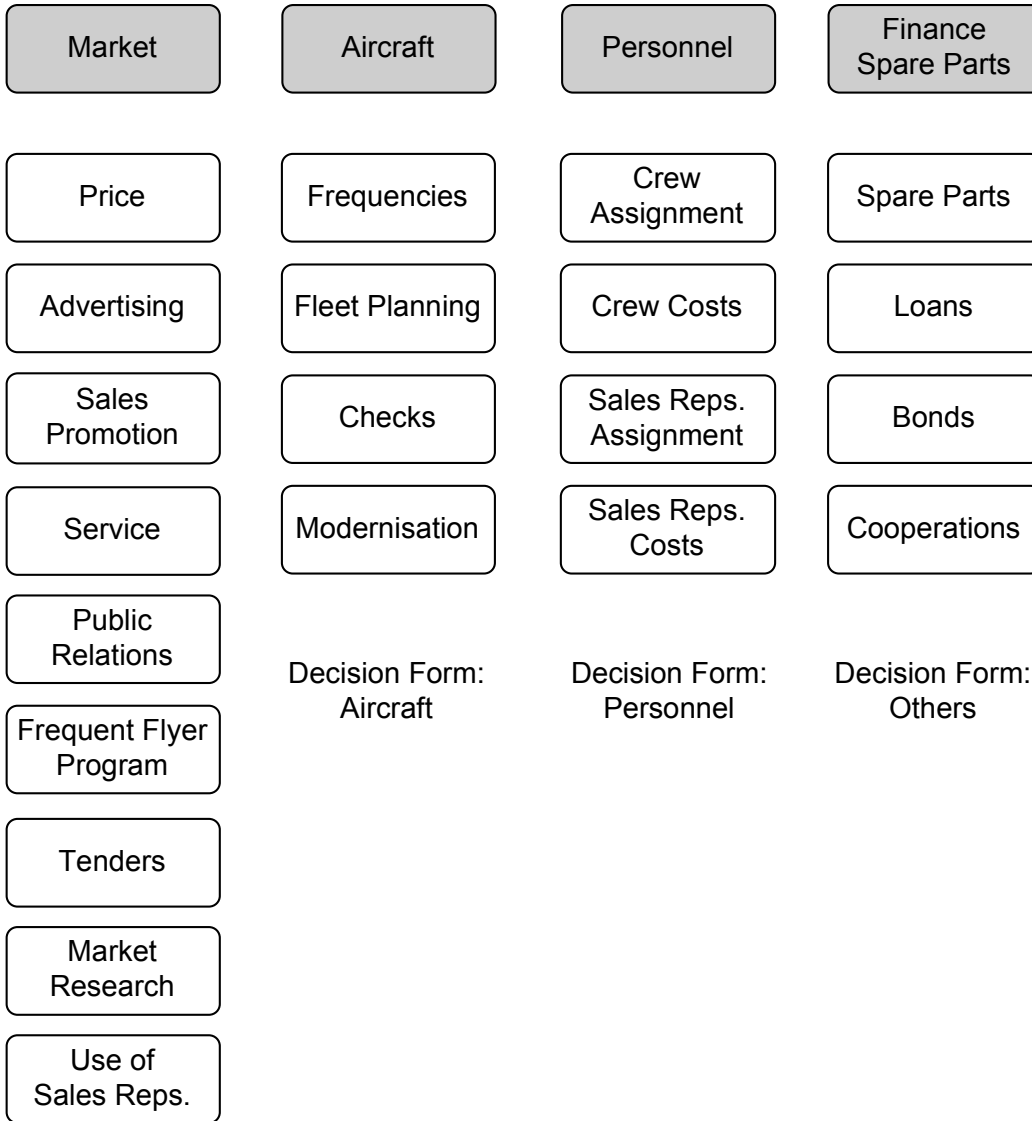 Market
Aircraft
Personnel
Finance
Spare Parts
Price
Advertising
Sales
Promotion
Service
Public
Relations
Frequent Flyer
Program
Tenders
Market
Research
Use of
Sales Reps.
Frequencies
Fleet Planning
Checks
Modernisation
Decision Form:
Aircraft
Crew
Assignment
Crew Costs
Sales Reps.
Assignment
Sales Reps.
Costs
Decision Form:
Personnel
Spare Parts
Loans
Bonds
Cooperations
Decision Form:
Others